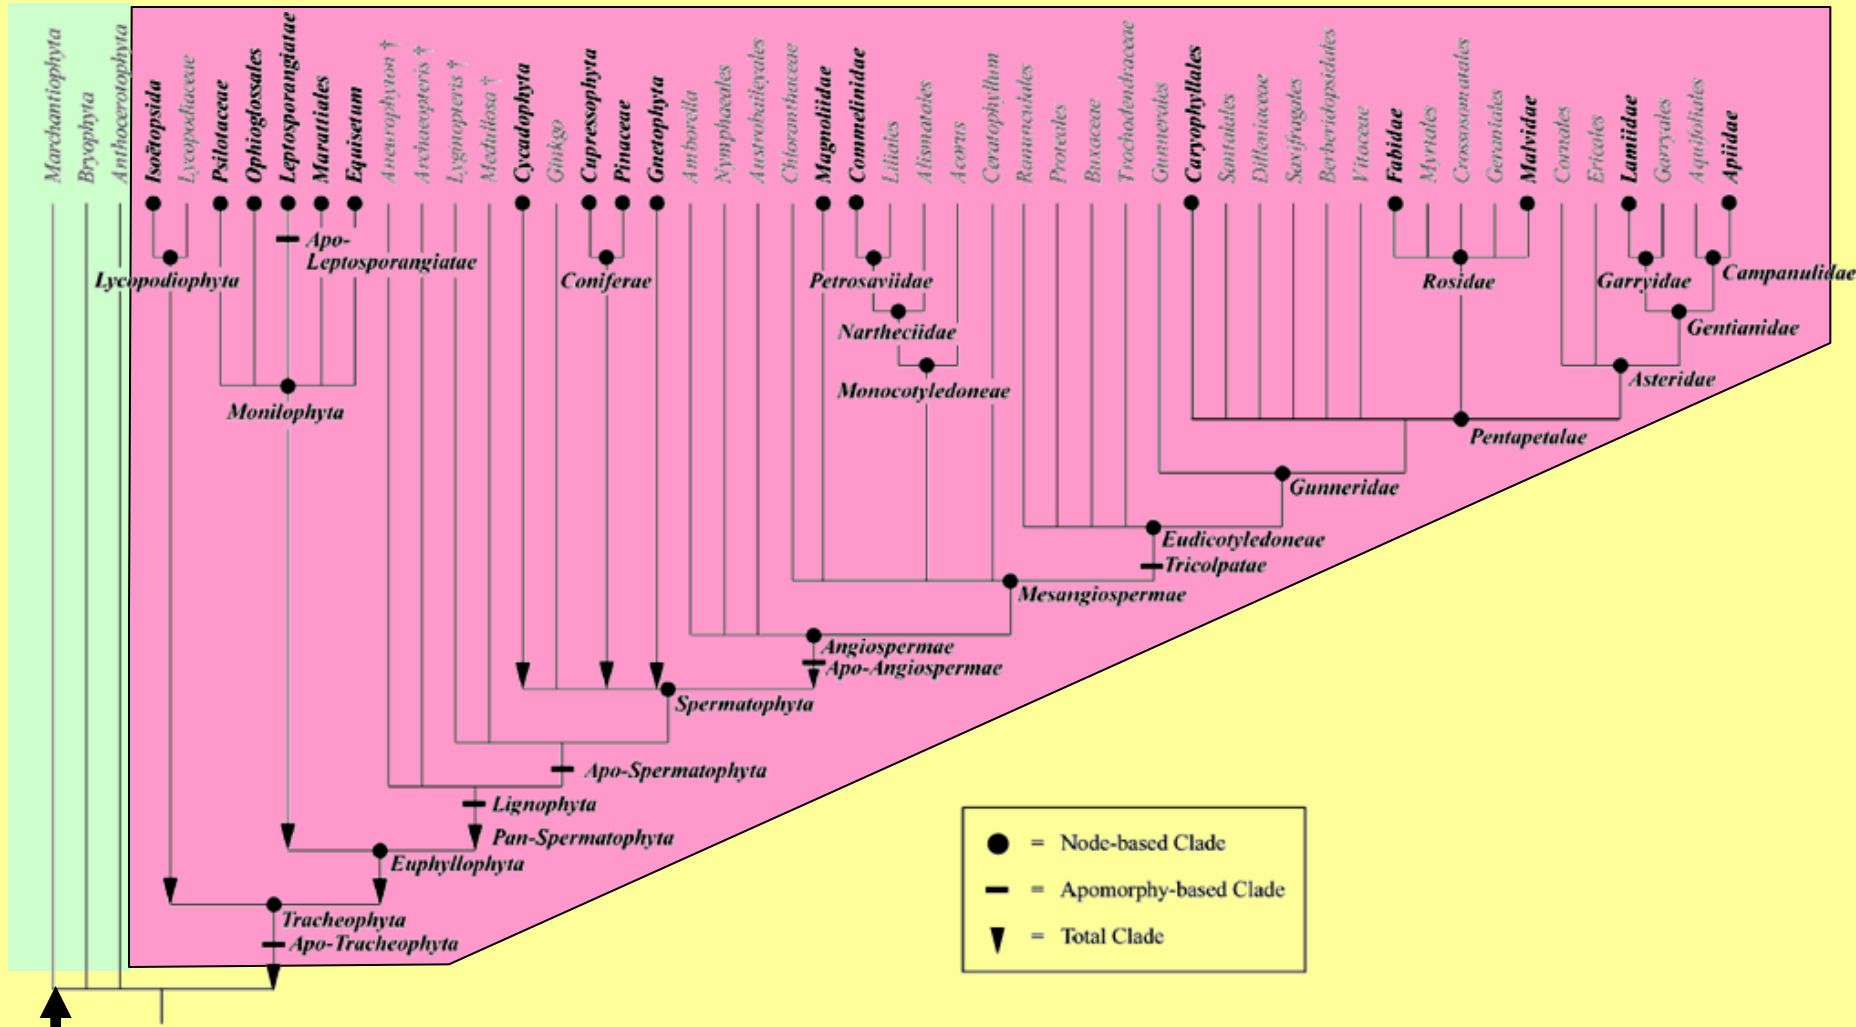 Marchantiophyta
Bryophyta
Anthocerotophyta
Isoëtopsida
Lycopodiaceae
Psilotaceae
Ophioglossales
Leptosporangiatae
Marattiales
Equisetum
Aneurophyton †
Archaeopteris †
Lyginopteris †
Medullosa †
Cycadophyta
Ginkgo
Cupressophyta
Pinaceae
Gnetophyta
Amborella
Nymphaeales
Austrobaileyales
Chloranthaceae
Magnoliidae
Commelinidae
Liliales
Alismatales
Acorus
Ceratophyllum
Ranunculales
Proteales
Buxaceae
Trochodendraceae
Gunnerales
Caryophyllales
Santalales
Dilleniaceae
Saxifragales
Berberidopsidales
Vitaceae
Fabidae
Myrtales
Crossosomatales
Geraniales
Malvidae
Cornales
Ericales
Lamiidae
Garryales
Aquifoliales
Apiidae
Apo-
Leptosporangiatae
Lycopodiophyta
Coniferae
Petrosaviidae
Rosidae
Garryidae
Campanulidae
Nartheciidae
Gentianidae
Monocotyledoneae
Asteridae
Monilophyta
Pentapetalae
Gunneridae
Eudicotyledoneae
Tricolpatae
Mesangiospermae
Angiospermae
Apo-Angiospermae
Spermatophyta
Apo-Spermatophyta
Lignophyta
Pan-Spermatophyta
Euphyllophyta
Tracheophyta
Apo-Tracheophyta
= Node-based Clade
= Apomorphy-based Clade
= Total Clade